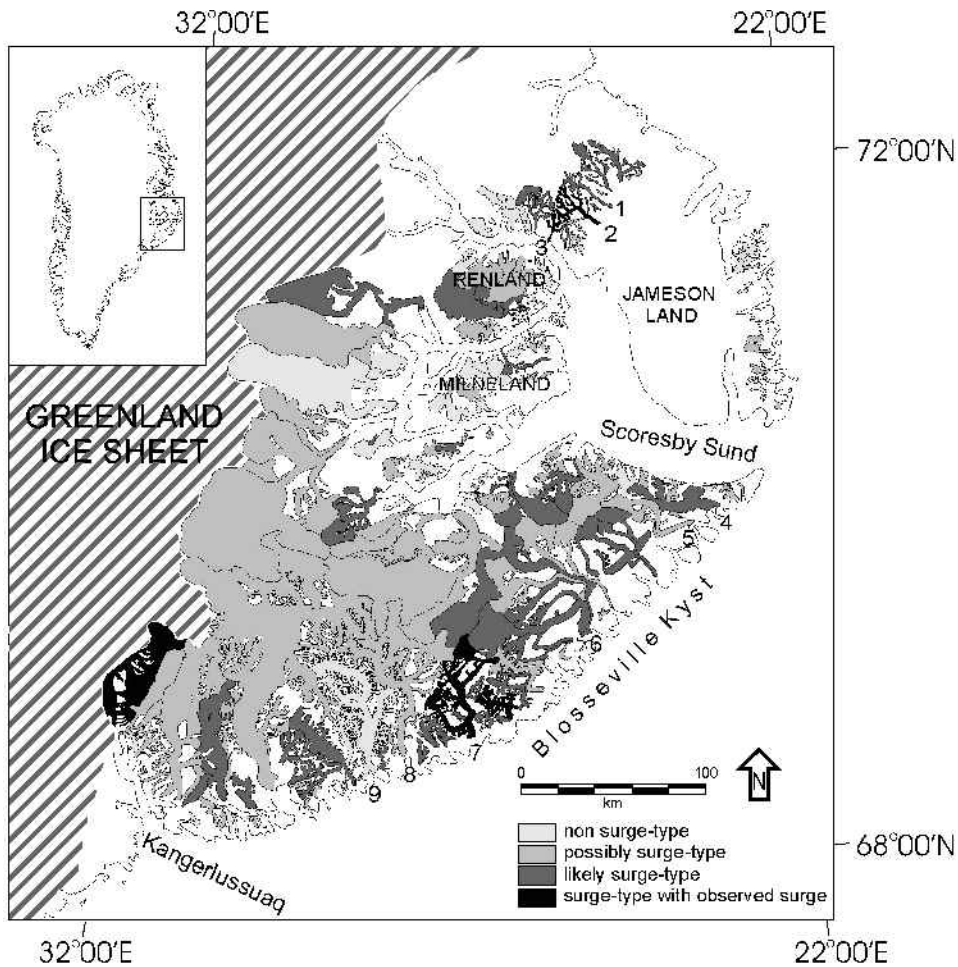 32°00'E
22°00'E
72°00'N
1
2
3
RENLAND
JAMESON
LAND
MILNELAND
GREENLAND
ICE SHEET
Scoresby Sund
4
5
6
Blosseville Kyst
7
8
9
0
100
km
N
non surge-type
possibly surge-type
likely surge-type
surge-type with observed surge
68°00'N
Kangerlussuaq
32°00'E
22°00'E